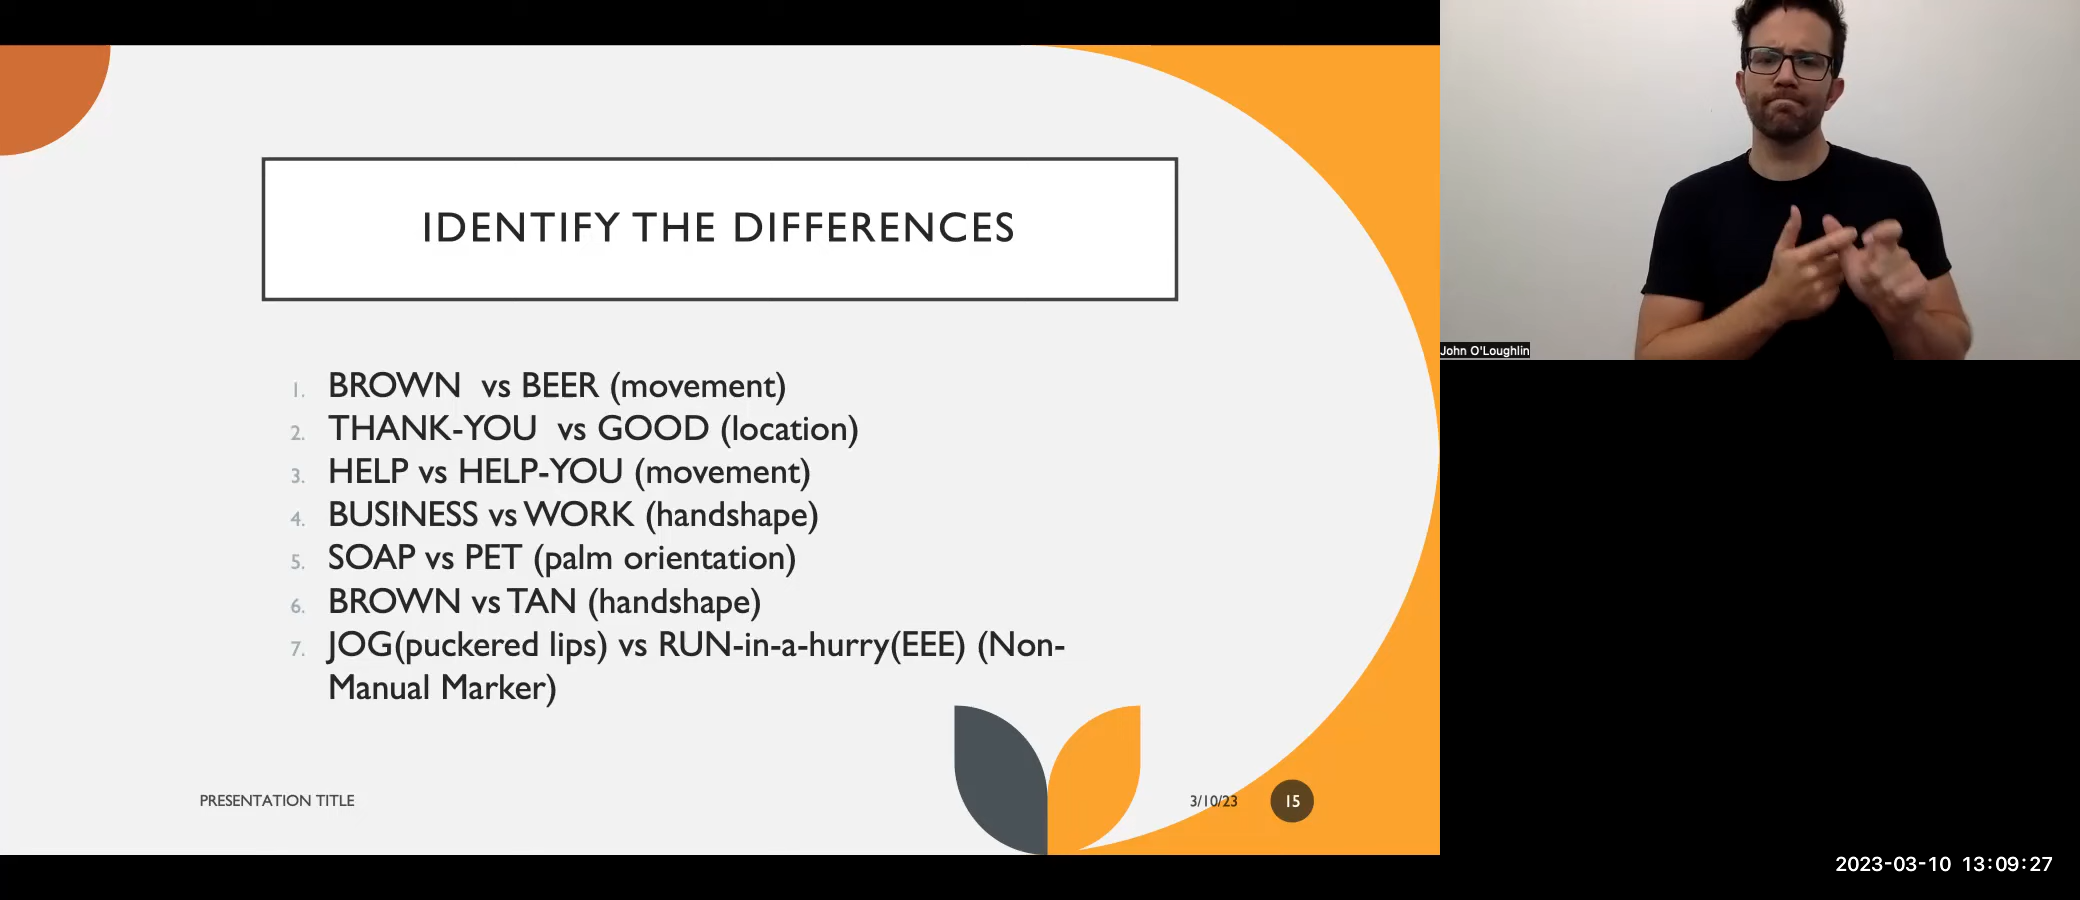 IDENTIFY THE DIFFERENCES
1. BROWN vs BEER (movement)
2. THANK-YOU vs GOOD (location)
3. HELP vs HELP-YOU (movement)
4. BUSINESS vs WORK (handshape)
5. SOAP vs PET (palm orientation)
6. BROWN vs TAN (handshape)
7. JOG(puckered lips) vs RUN-in-a-hurry(EEE) (Non-
Manual Marker)
PRESENTATION TITLE
3/10/23
15
John O'Loughlin
2023-03-10 13:09:27